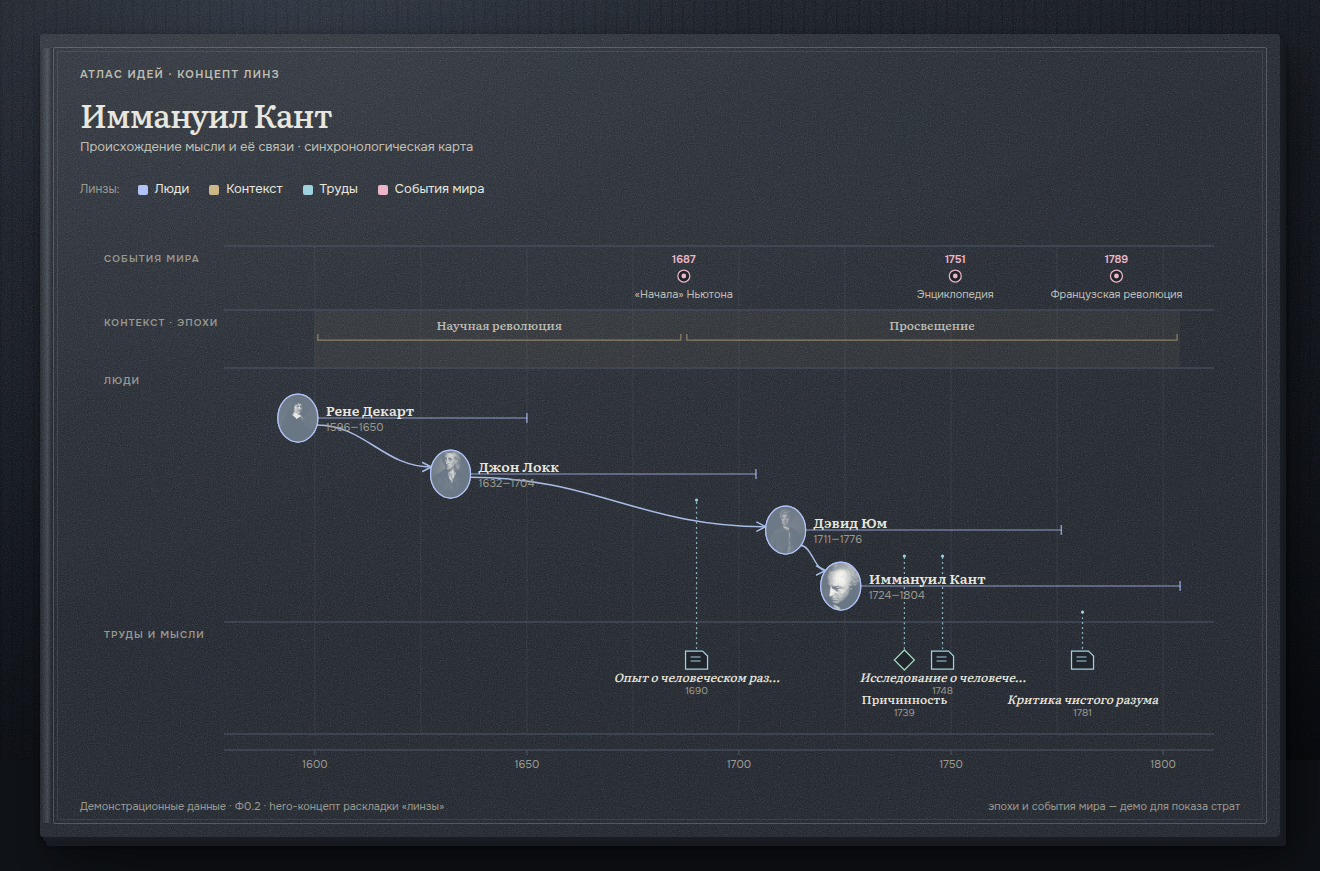 АТЛАС ИДЕЙ · КОНЦЕПТ ЛИНЗ
Иммануил Кант
Происхождение мысли и её связи · синхронологическая карта
Линзы: Люди Контекст Труды События мира
СОБЫТИЯ МИРА
1687 1751 1789
«Начала» Ньютона Энциклопедия Французская революция
КОНТЕКСТ · ЭПОХИ
Научная революция Просвещение
ЛЮДИ
Рене Декарт
1596–1650
Джон Локк
1632–1704
Дэвид Юм
1711–1776
Иммануил Кант
1724–1804
ТРУДЫ И МЫСЛИ
Опыт о человеческом раз… Исследование о человече…
1690 1748
Причинность Критика чистого разума
1739 1781
1600 1650 1700 1750 1800
Демонстрационные данные · Ф0.2 · hero-концепт раскладки «линзы» эпохи и события мира — демо для показа страт